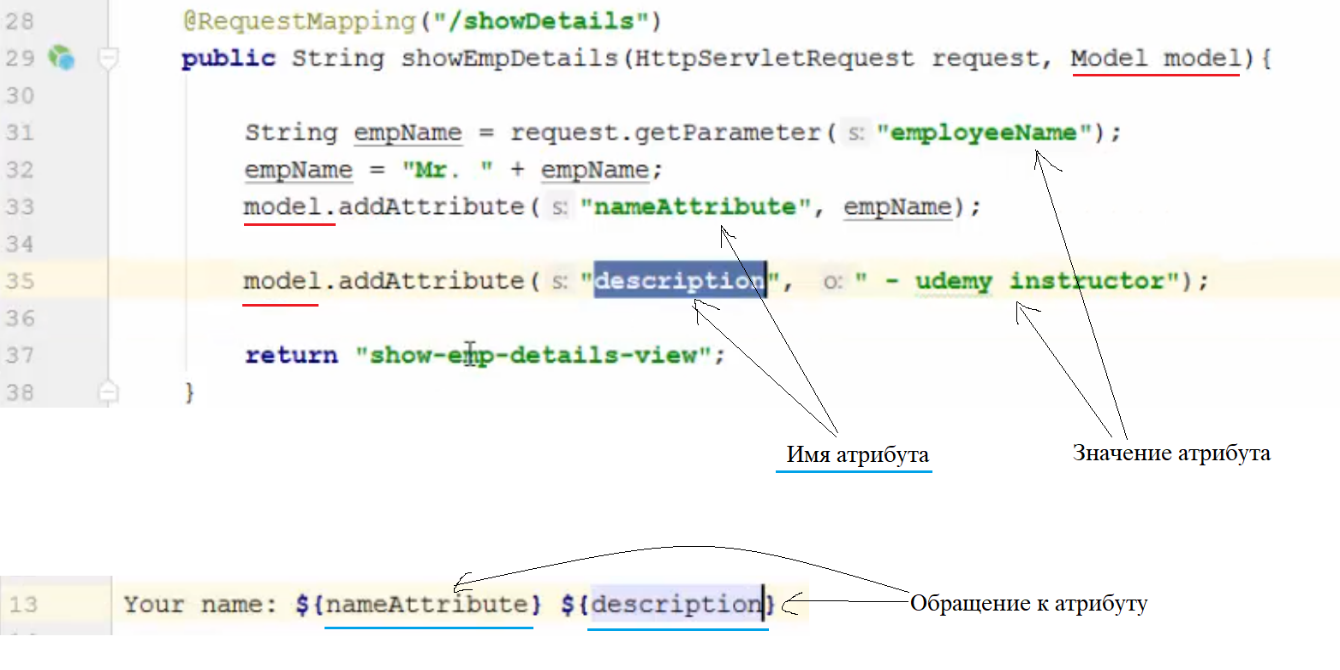 28 @RequestMapping("/showDetails")
29 public String showEmpDetails(HttpServletRequest request, Model model){
30
31 String empName = request.getParameter( s: "employeeName");
32 empName = "Mr. " + empName;
33 model.addAttribute( s: "nameAttribute", empName);
34
35 model.addAttribute( s: "description", o: " - udemy instructor");
36
37 return "show-emp-details-view";
38 }
Имя атрибута
Значение атрибута
13 Your name: ${nameAttribute} ${description}
Обращение к атрибуту